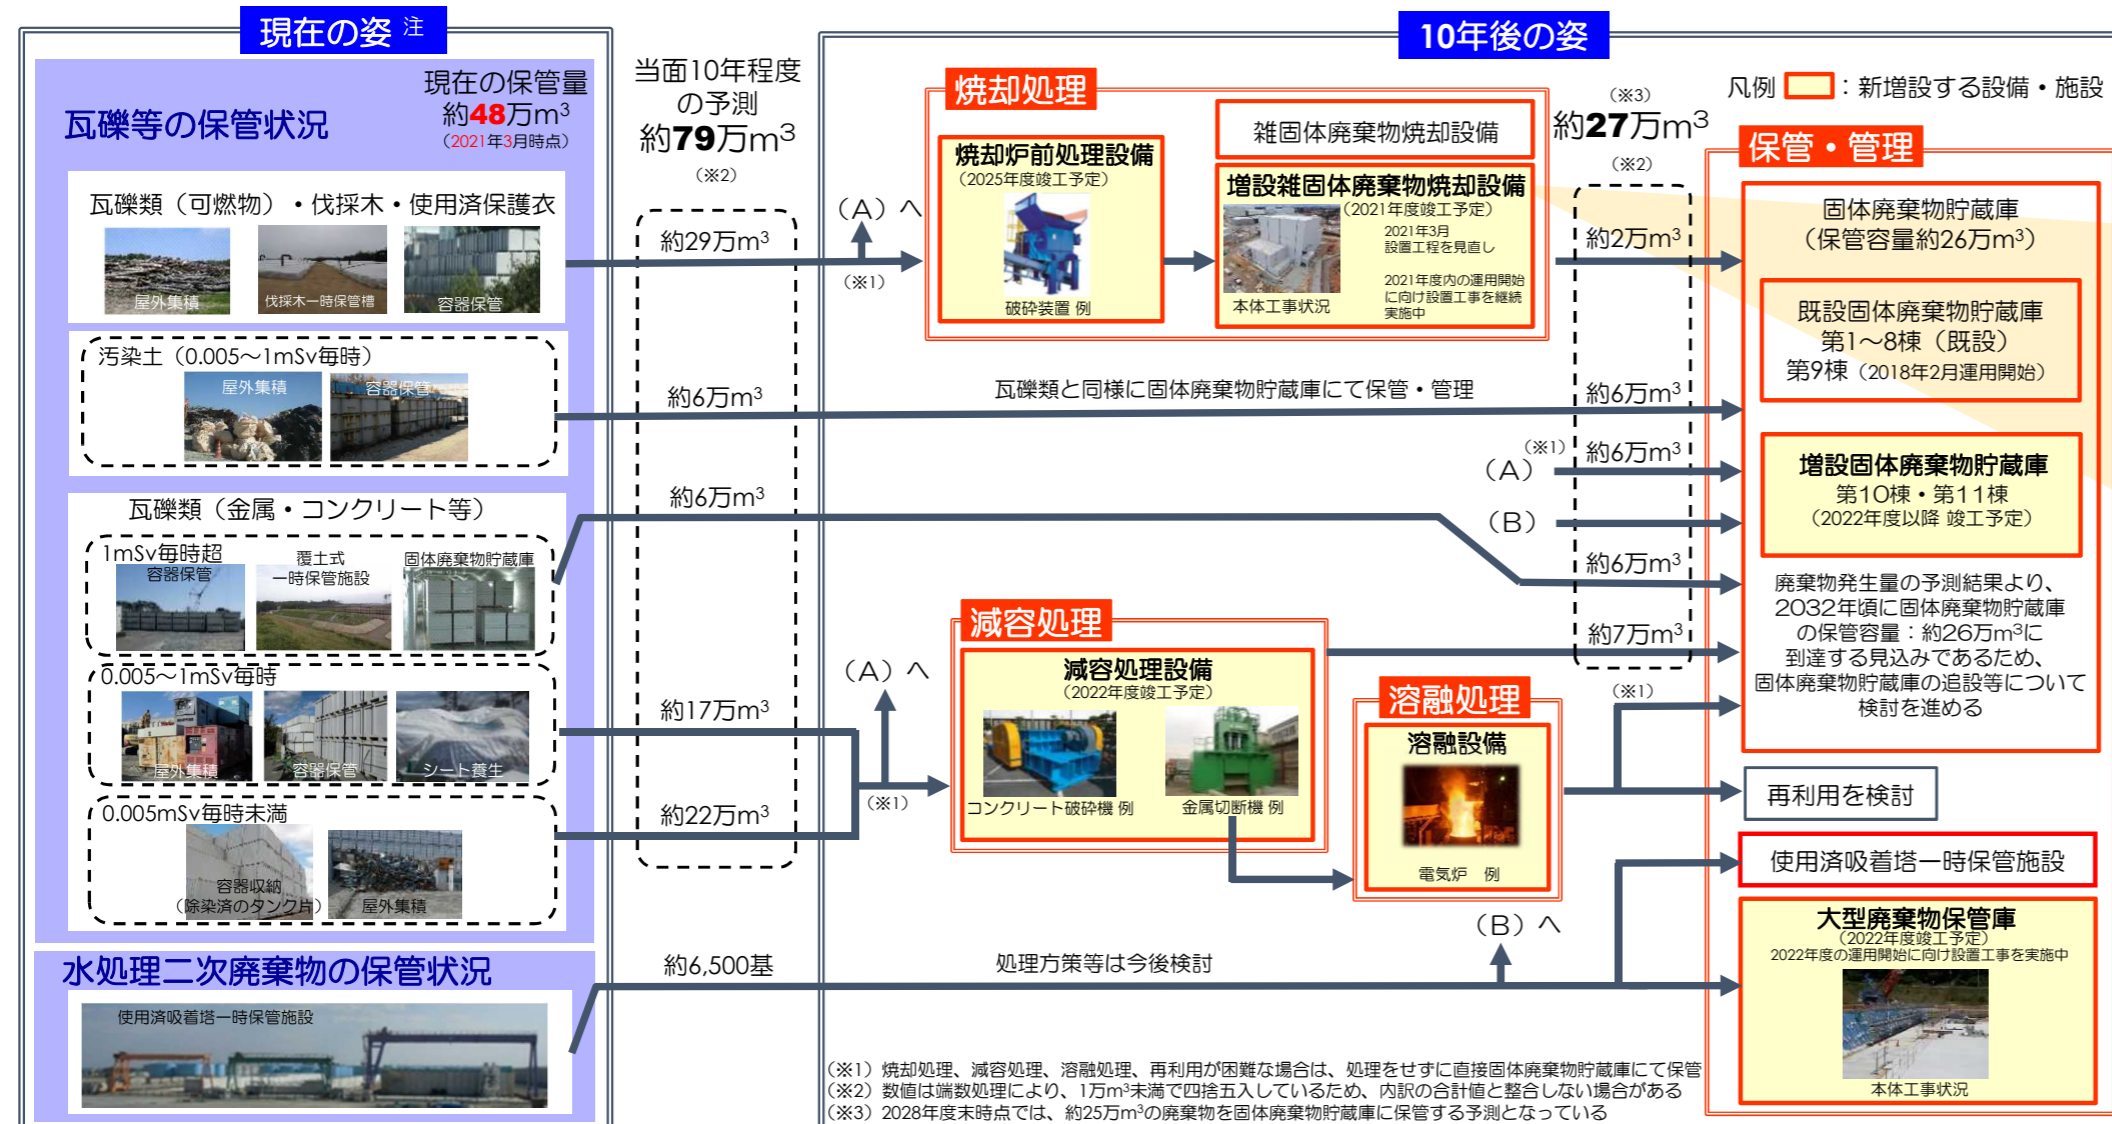 現在の姿 注
瓦礫等の保管状況
現在の保管量
約48万m³
(2021年3月時点)
瓦礫類（可燃物）・伐採木・使用済保護衣
屋外集積
伐採木一時保管槽
容器保管
汚染土（0.005〜1mSv毎時）
屋外集積
容器保管
瓦礫類（金属・コンクリート等）
1mSv毎時超
容器保管
覆土式
一時保管施設
固体廃棄物貯蔵庫
0.005〜1mSv毎時
屋外集積
容器保管
シート養生
0.005mSv毎時未満
容器収納
（除染済のタンク片）
屋外集積
水処理二次廃棄物の保管状況
使用済吸着塔一時保管施設
当面10年程度
の予測
約79万m³
（※2）
約29万m³
約6万m³
約6万m³
約17万m³
約22万m³
約6,500基
10年後の姿
凡例 ：新増設する設備・施設
（A）へ
（※1）
焼却処理
焼却炉前処理設備
（2025年度竣工予定）
破砕装置 例
雑固体廃棄物焼却設備
増設雑固体廃棄物焼却設備
（2021年度竣工予定）
2021年3月
設置工程を見直し
2021年度内の運用開始
に向け設置工事を継続
実施中
本体工事状況
瓦礫類と同様に固体廃棄物貯蔵庫にて保管・管理
（A）
（※1）
（B）
（A）へ
（※1）
減容処理
減容処理設備
（2022年度竣工予定）
コンクリート破砕機 例
金属切断機 例
溶融処理
溶融設備
電気炉 例
（※1）
処理方策等は今後検討
（B）へ
（※3）
約27万m³
（※2）
約2万m³
約6万m³
約6万m³
約6万m³
約7万m³
保管・管理
固体廃棄物貯蔵庫
（保管容量約26万m³）
既設固体廃棄物貯蔵庫
第1〜8棟（既設）
第9棟（2018年2月運用開始）
増設固体廃棄物貯蔵庫
第10棟・第11棟
（2022年度以降 竣工予定）
廃棄物発生量の予測結果より、
2032年頃に固体廃棄物貯蔵庫
の保管容量：約26万m³に
到達する見込みであるため、
固体廃棄物貯蔵庫の追設等について
検討を進める
再利用を検討
使用済吸着塔一時保管施設
大型廃棄物保管庫
（2022年度竣工予定）
2022年度の運用開始に向け設置工事を実施中
本体工事状況
（※1）焼却処理、減容処理、溶融処理、再利用が困難な場合は、処理をせずに直接固体廃棄物貯蔵庫にて保管
（※2）数値は端数処理により、1万m³未満で四捨五入しているため、内訳の合計値と整合しない場合がある
（※3）2028年度末時点では、約25万m³の廃棄物を固体廃棄物貯蔵庫に保管する予測となっている